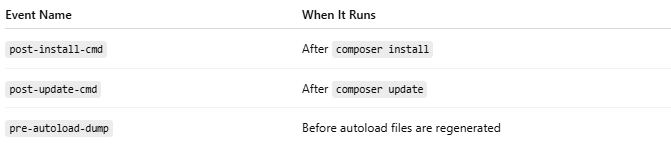 Event Name When It Runs
post-install-cmd After composer install
post-update-cmd After composer update
pre-autoload-dump Before autoload files are regenerated